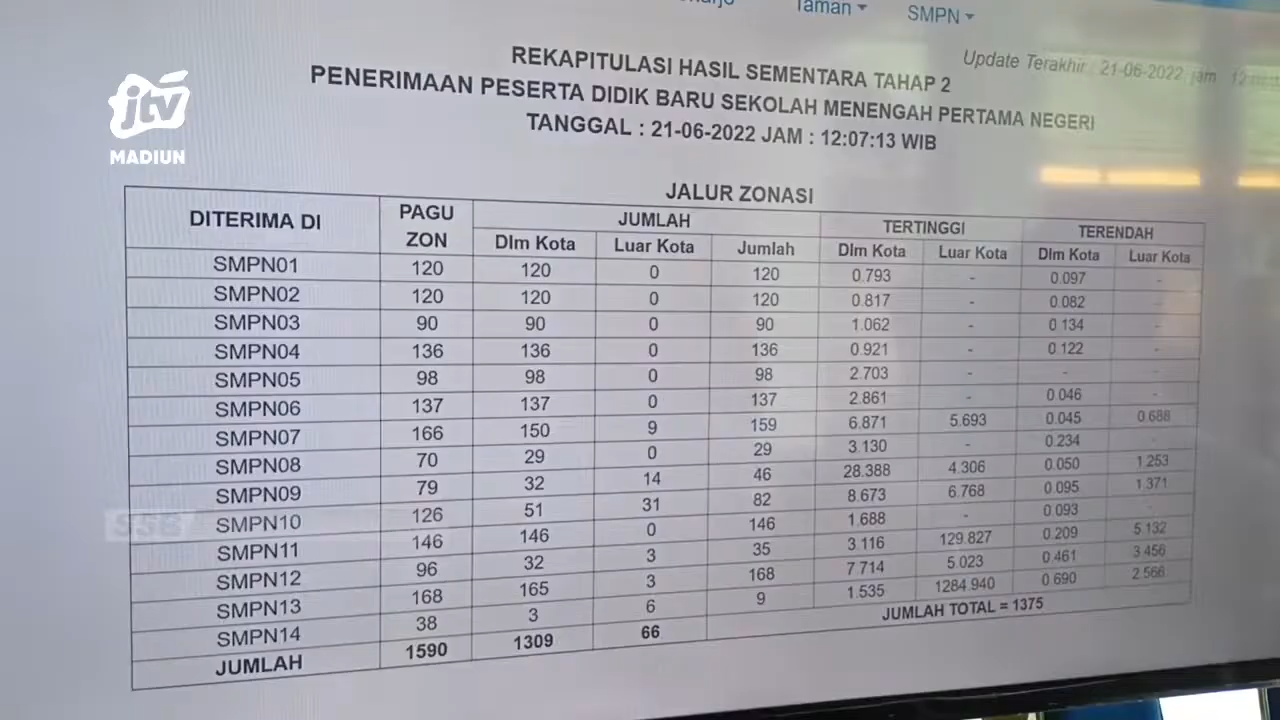 Taman SMPN
Update Terakhir : 21-06-2022 jam
jtv
MADIUN
REKAPITULASI HASIL SEMENTARA TAHAP 2
PENERIMAAN PESERTA DIDIK BARU SEKOLAH MENENGAH PERTAMA NEGERI
TANGGAL : 21-06-2022 JAM : 12:07:13 WIB
JALUR ZONASI
DITERIMA DI PAGU ZON JUMLAH TERTINGGI TERENDAH
Dlm Kota Luar Kota Jumlah Dlm Kota Luar Kota Dlm Kota Luar Kota
SMPN01 120 120 0 120 0.793 - 0.097 -
SMPN02 120 120 0 120 0.817 - 0.082 -
SMPN03 90 90 0 90 1.062 - 0.134 -
SMPN04 136 136 0 136 0.921 - 0.122 -
SMPN05 98 98 0 98 2.703 - - -
SMPN06 137 137 0 137 2.861 - 0.046 -
SMPN07 166 150 9 159 6.871 5.693 0.045 0.688
SMPN08 70 29 0 29 3.130 - 0.234 -
SMPN09 79 32 14 46 28.388 4.306 0.050 1.253
SMPN10 126 51 31 82 8.673 6.768 0.095 1.371
SMPN11 146 146 0 146 1.688 - 0.093 -
SMPN12 96 32 3 35 3.116 129.827 0.209 5.132
SMPN13 168 165 3 168 7.714 5.023 0.461 3.456
SMPN14 38 3 6 9 1.535 1284.940 0.690 2.566
JUMLAH 1590 1309 66 JUMLAH TOTAL = 1375